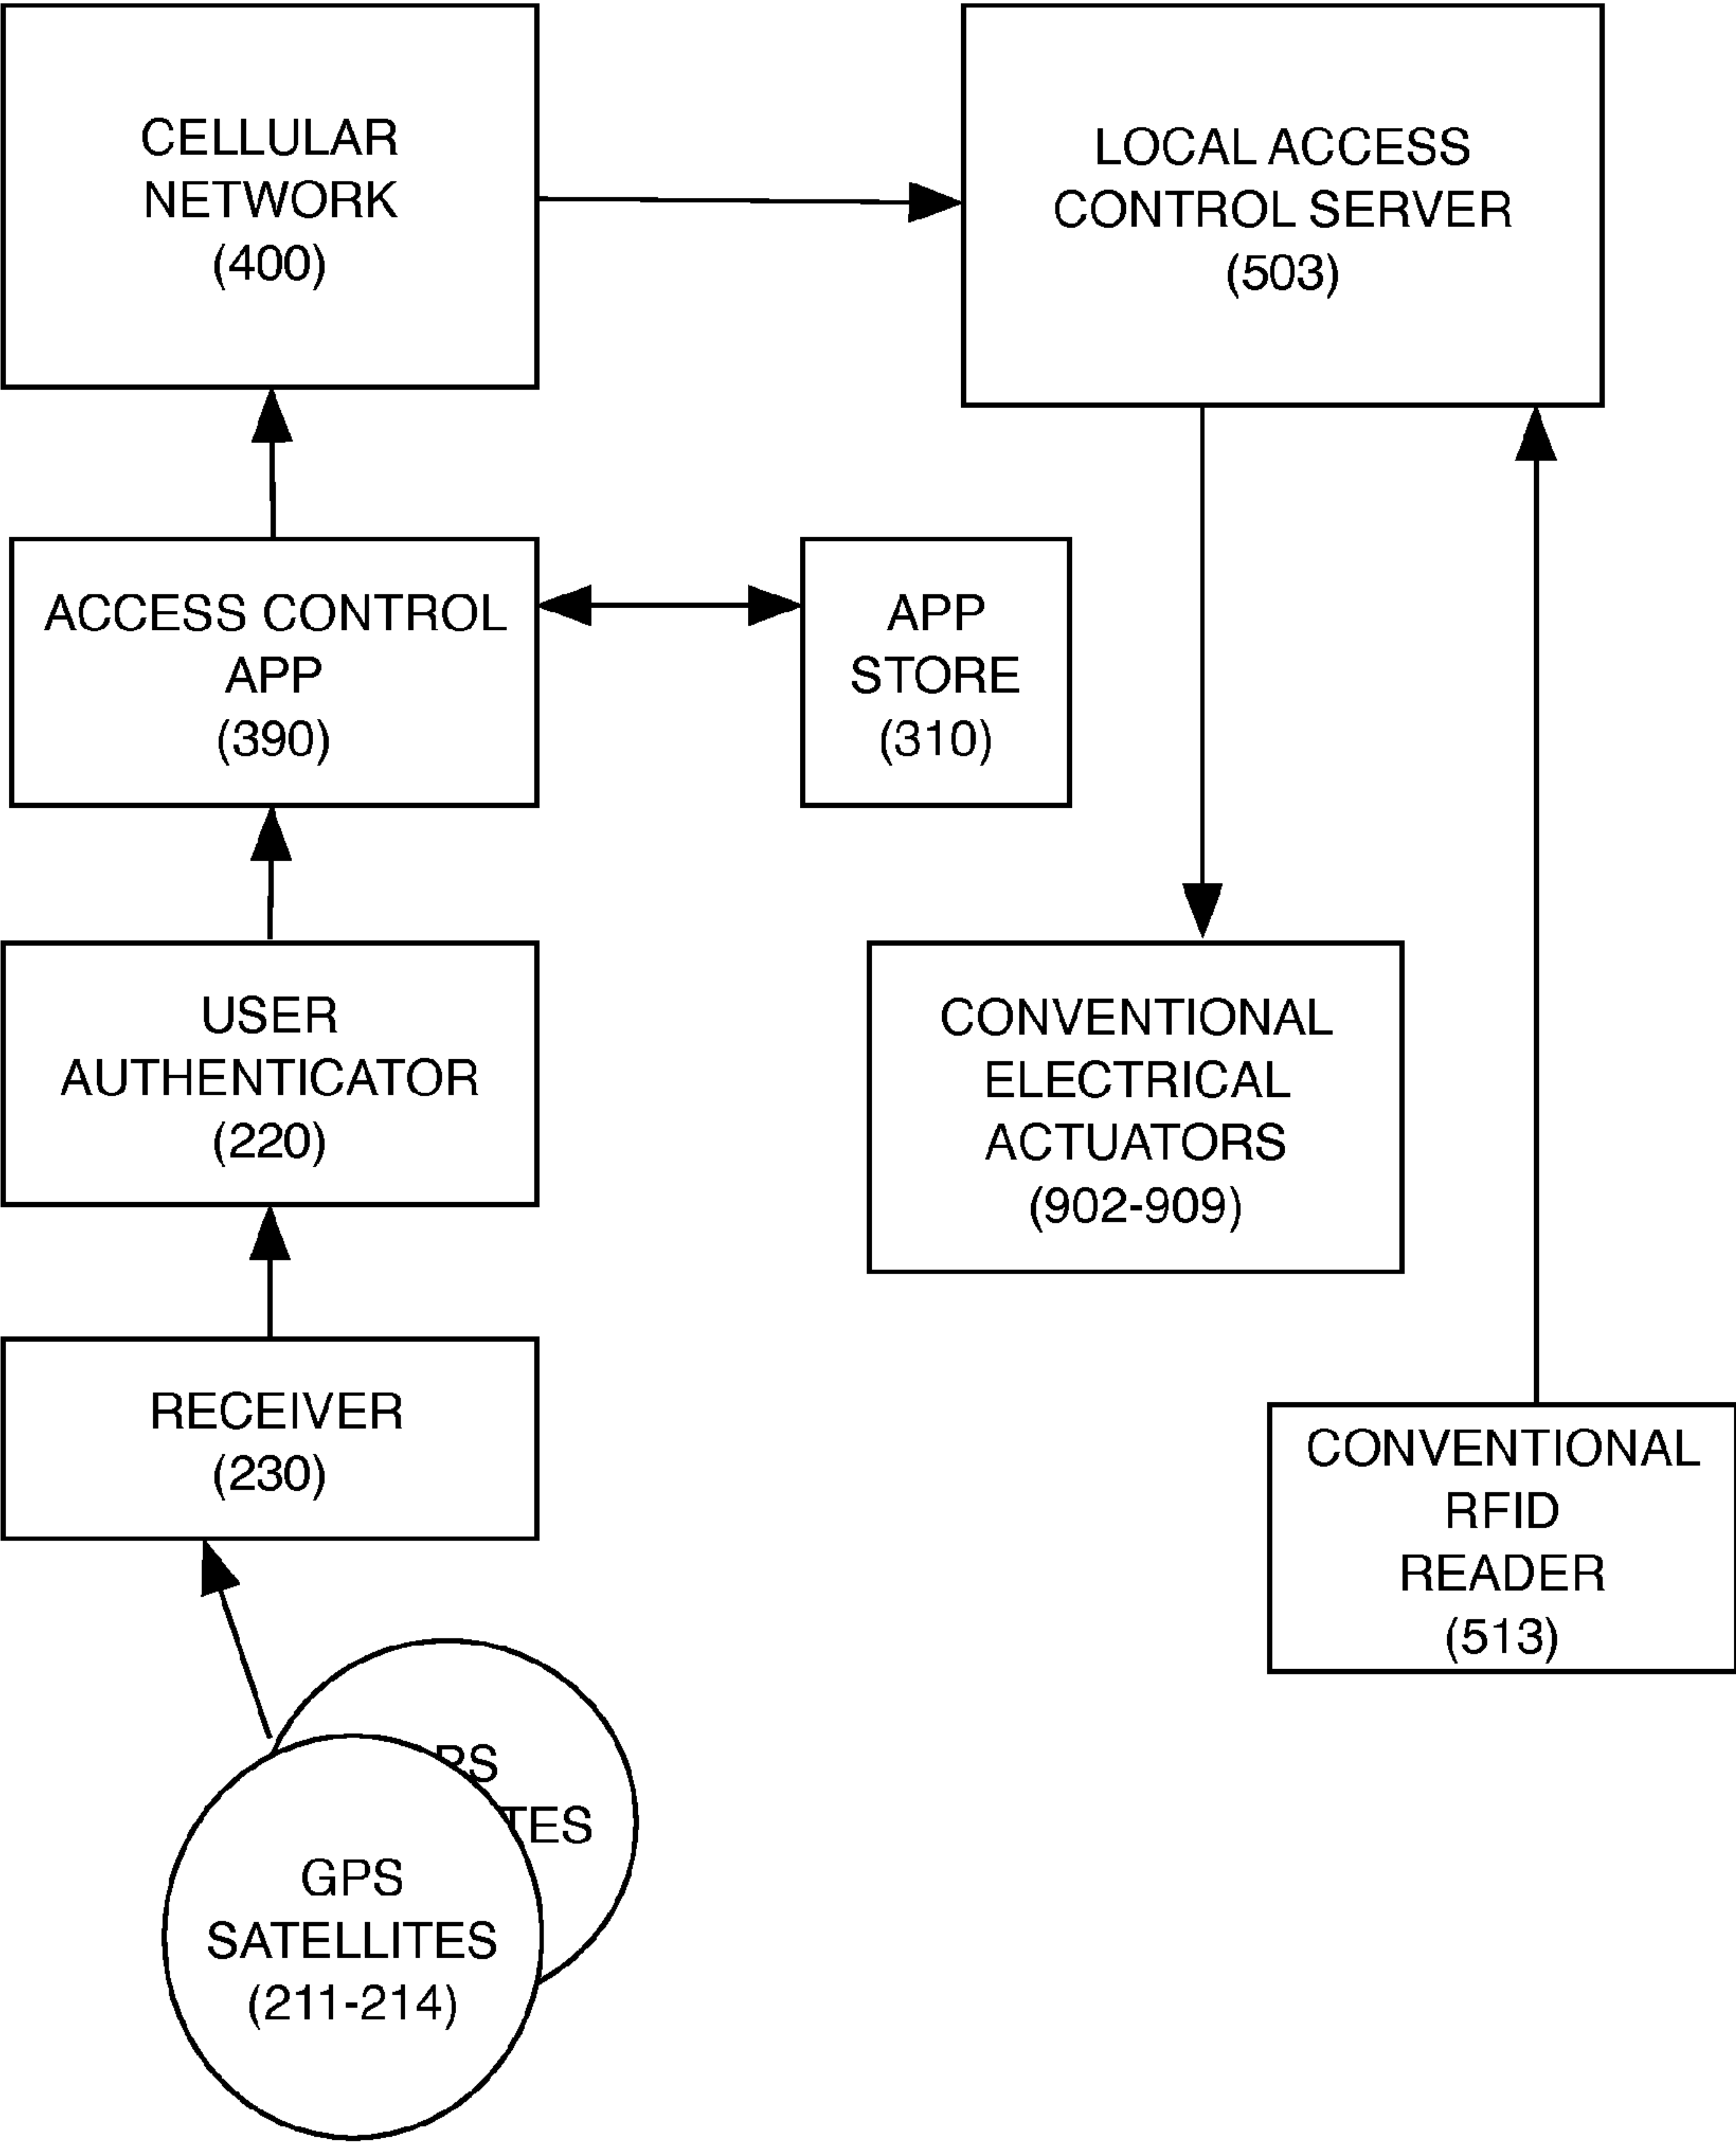 CELLULAR
NETWORK
(400)
LOCAL ACCESS
CONTROL SERVER
(503)
ACCESS CONTROL
APP
(390)
APP
STORE
(310)
USER
AUTHENTICATOR
(220)
CONVENTIONAL
ELECTRICAL
ACTUATORS
(902-909)
RECEIVER
(230)
CONVENTIONAL
RFID
READER
(513)
GPS
SATELLITES
(211-214)